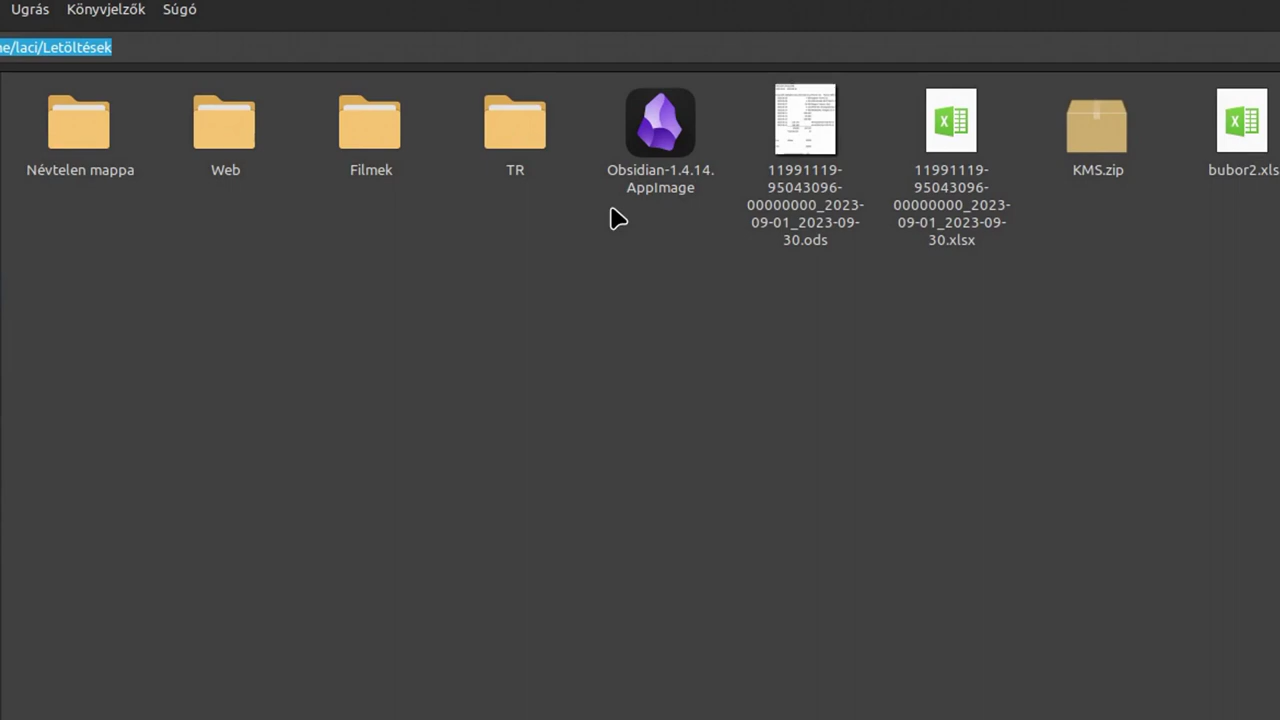 Ugrás Könyvjelzők Súgó
ne/laci/Letöltések
Névtelen mappa
Web
Filmek
TR
Obsidian-1.4.14.
AppImage
11991119-
95043096-
00000000_2023-
09-01_2023-09-
30.ods
11991119-
95043096-
00000000_2023-
09-01_2023-09-
30.xlsx
KMS.zip
bubor2.xls